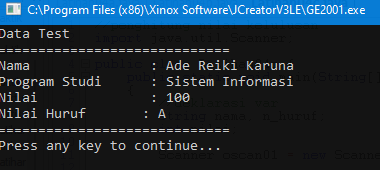 C:\Program Files (x86)\Xinox Software\JCreatorV3LE\GE2001.exe
Data Test
==============================
Nama : Ade Reiki Karuna
Program Studi : Sistem Informasi
Nilai : 100
Nilai Huruf : A
==============================
Press any key to continue...